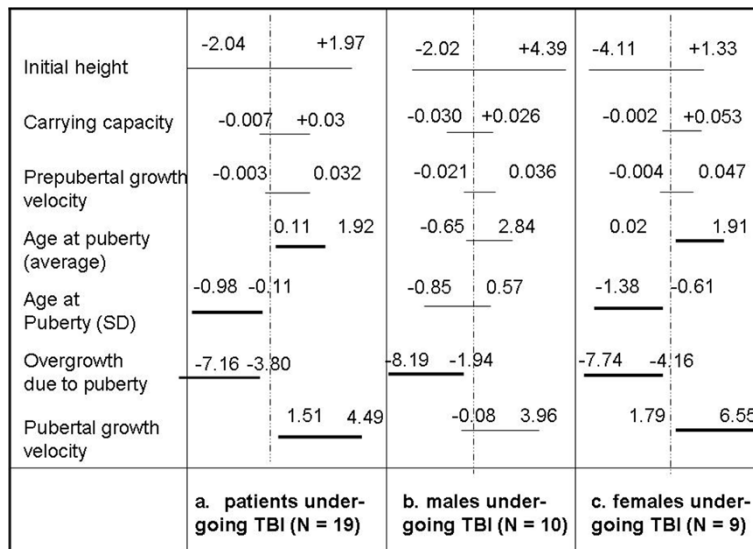 -2.04 +1.97 -2.02 +4.39 -4.11 +1.33
Initial height
Carrying capacity -0.007 +0.03 -0.030 +0.026 -0.002 +0.053
Prepubertal growth -0.003 0.032 -0.021 0.036 -0.004 0.047
velocity
Age at puberty 0.11 1.92 -0.65 2.84 0.02 1.91
(average)
Age at -0.98 -0.11 -0.85 0.57 -1.38 -0.61
Puberty (SD)
Overgrowth -7.16 -3.80 -8.19 -1.94 -7.74 -4.16
due to puberty
Pubertal growth 1.51 4.49 -0.08 3.96 1.79 6.55
velocity
a. patients under-
going TBI (N = 19)
b. males under-
going TBI (N = 10)
c. females under-
going TBI (N = 9)